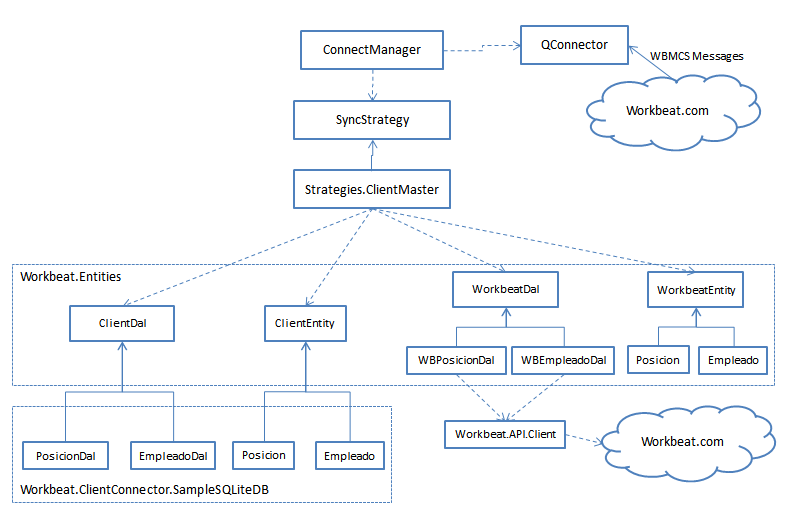 ConnectManager
QConnector
WBMCS Messages
Workbeat.com
SyncStrategy
Strategies.ClientMaster
Workbeat.Entities
WorkbeatDal
WorkbeatEntity
ClientDal
ClientEntity
WBPosicionDal
WBEmpleadoDal
Posicion
Empleado
Workbeat.API.Client
Workbeat.com
PosicionDal
EmpleadoDal
Posicion
Empleado
Workbeat.ClientConnector.SampleSQLiteDB